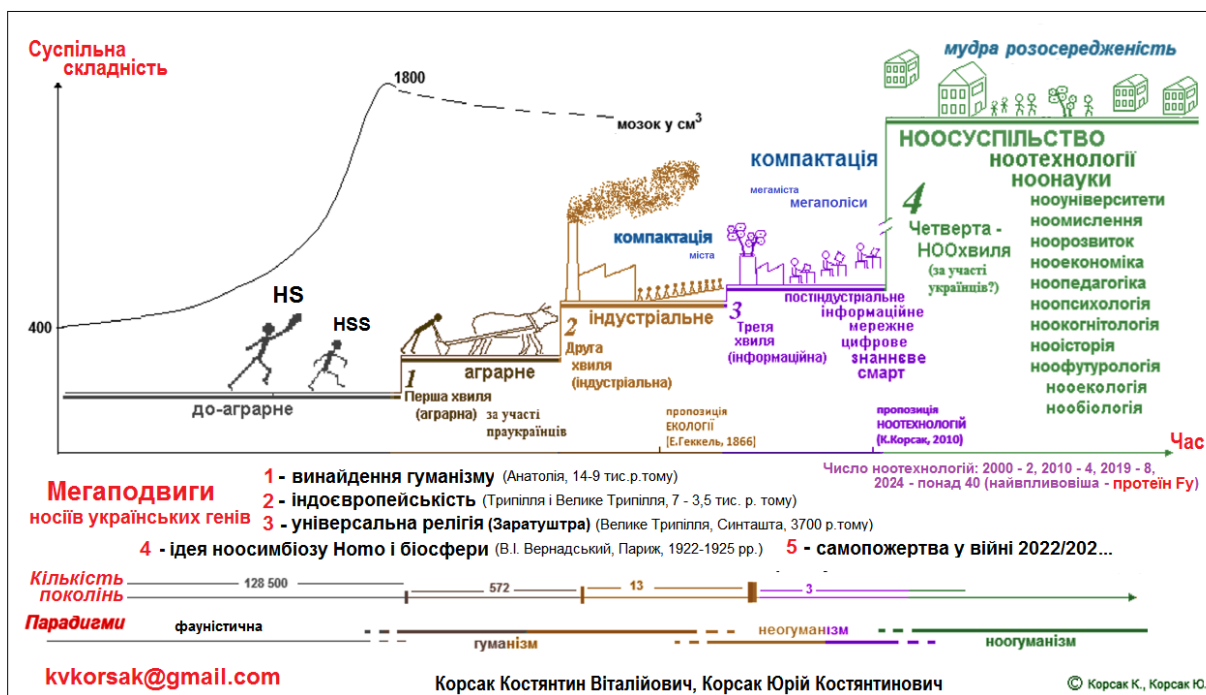 Суспільна
складність
1800
мозок у см³
400
HS
HSS
до-аграрне
1
Перша хвиля
(аграрна)
за участі
праукраїнців
аграрне
2
Друга
хвиля
(індустріальна)
індустріальне
компактація
міста
пропозиція
ЕКОЛОГІЇ
[Е.Геккель, 1866]
3
Третя
хвиля
(інформаційна)
компактація
мегаміста
мегаполіси
постіндустріальне
інформаційне
мережне
цифрове
знаннєве
смарт
пропозиція
НООТЕХНОЛОГІЙ
(К.Корсак, 2010)
мудра розосередженість
4
Четверта -
НООхвиля
(за участі
українців?)
НООСУСПІЛЬСТВО
ноотехнології
ноонауки
нооуніверситети
ноомислення
ноорозвиток
нооекономіка
ноопедагогіка
ноопсихологія
ноокогнітологія
нооісторія
ноофутурологія
нооекологія
нообіологія
Час
Число ноотехнологій: 2000 - 2, 2010 - 4, 2019 - 8,
2024 - понад 40 (найвпливовіша - протеїн Fy)
Мегаподвиги
носіїв українських генів
1 - винайдення гуманізму (Анатолія, 14-9 тис.р.тому)
2 - індоєвропейськість (Трипілля і Велике Трипілля, 7 - 3,5 тис. р. тому)
3 - універсальна религія (Заратуштра) (Велике Трипілля, Синташта, 3700 р.тому)
4 - ідея ноосимбіозу Homo і біосфери (В.І. Вернадський, Париж, 1922-1925 рр.)
5 - самопожертва у війні 2022/202...
Кількість
поколінь
128 500
572
13
3
Парадигми
фауністична
гуманізм
неогуманізм
ноогуманізм
kvkorsak@gmail.com
Корсак Костянтин Віталійович, Корсак Юрій Костянтинович
© Корсак К., Корсак Ю.